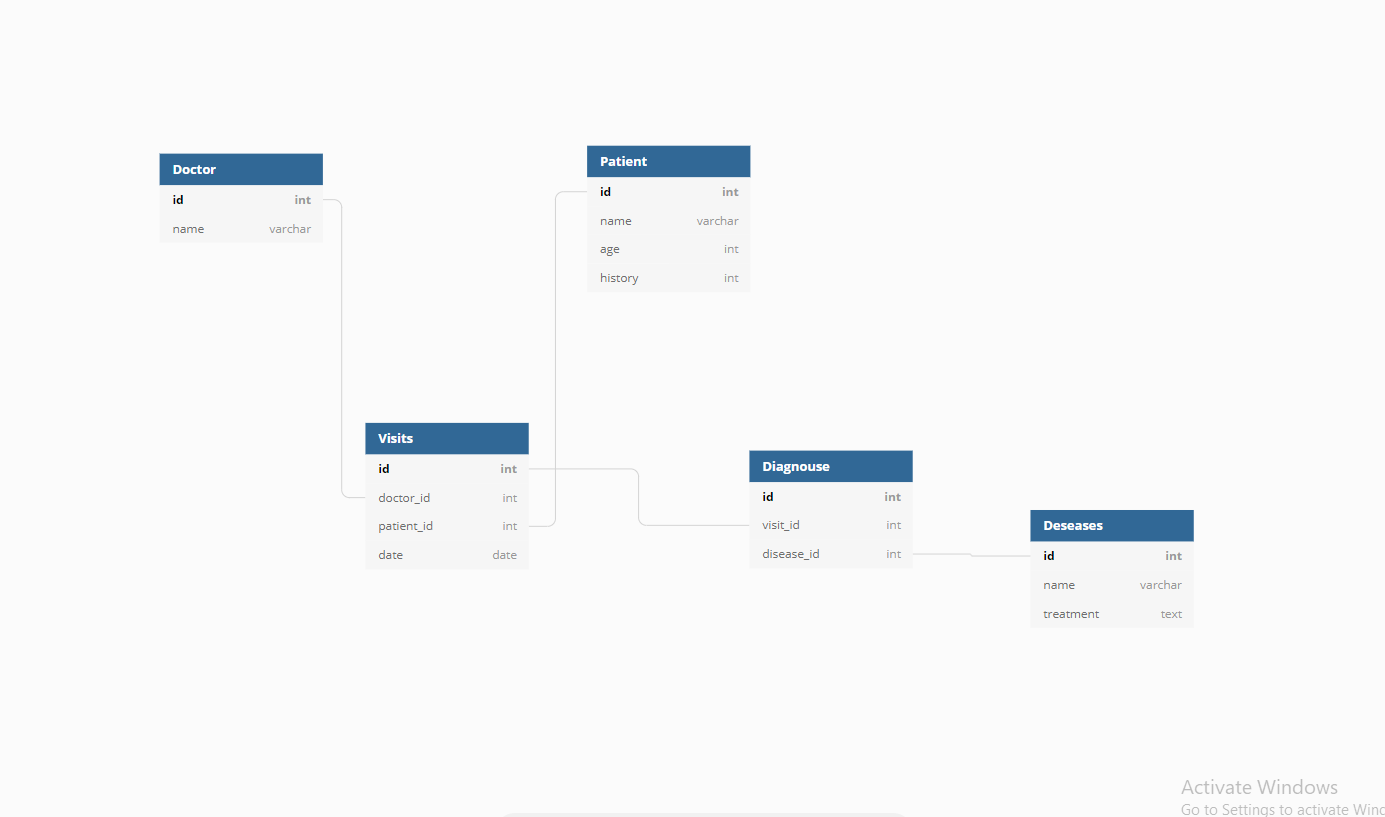 Doctor
id int
name varchar
Patient
id int
name varchar
age int
history int
Visits
id int
doctor_id int
patient_id int
date date
Diagnouse
id int
visit_id int
disease_id int
Deseases
id int
name varchar
treatment text
Activate Windows
Go to Settings to activate Winc